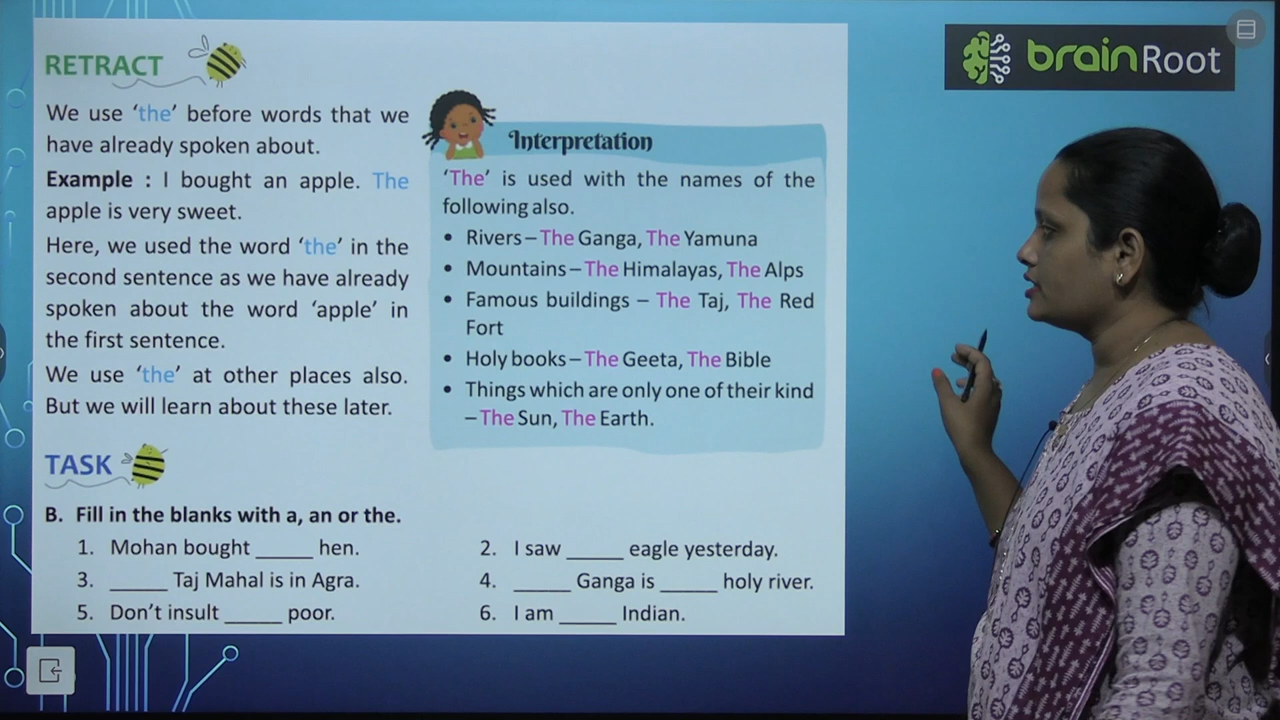 brainRoot
RETRACT
We use ‘the’ before words that we
have already spoken about.
Example : I bought an apple. The
apple is very sweet.
Here, we used the word ‘the’ in the
second sentence as we have already
spoken about the word ‘apple’ in
the first sentence.
We use ‘the’ at other places also.
But we will learn about these later.
Interpretation
‘The’ is used with the names of the
following also.
• Rivers – The Ganga, The Yamuna
• Mountains – The Himalayas, The Alps
• Famous buildings – The Taj, The Red
Fort
• Holy books – The Geeta, The Bible
• Things which are only one of their kind
– The Sun, The Earth.
TASK
B. Fill in the blanks with a, an or the.
1. Mohan bought _____ hen.
2. I saw _____ eagle yesterday.
3. _____ Taj Mahal is in Agra.
4. _____ Ganga is _____ holy river.
5. Don’t insult _____ poor.
6. I am _____ Indian.